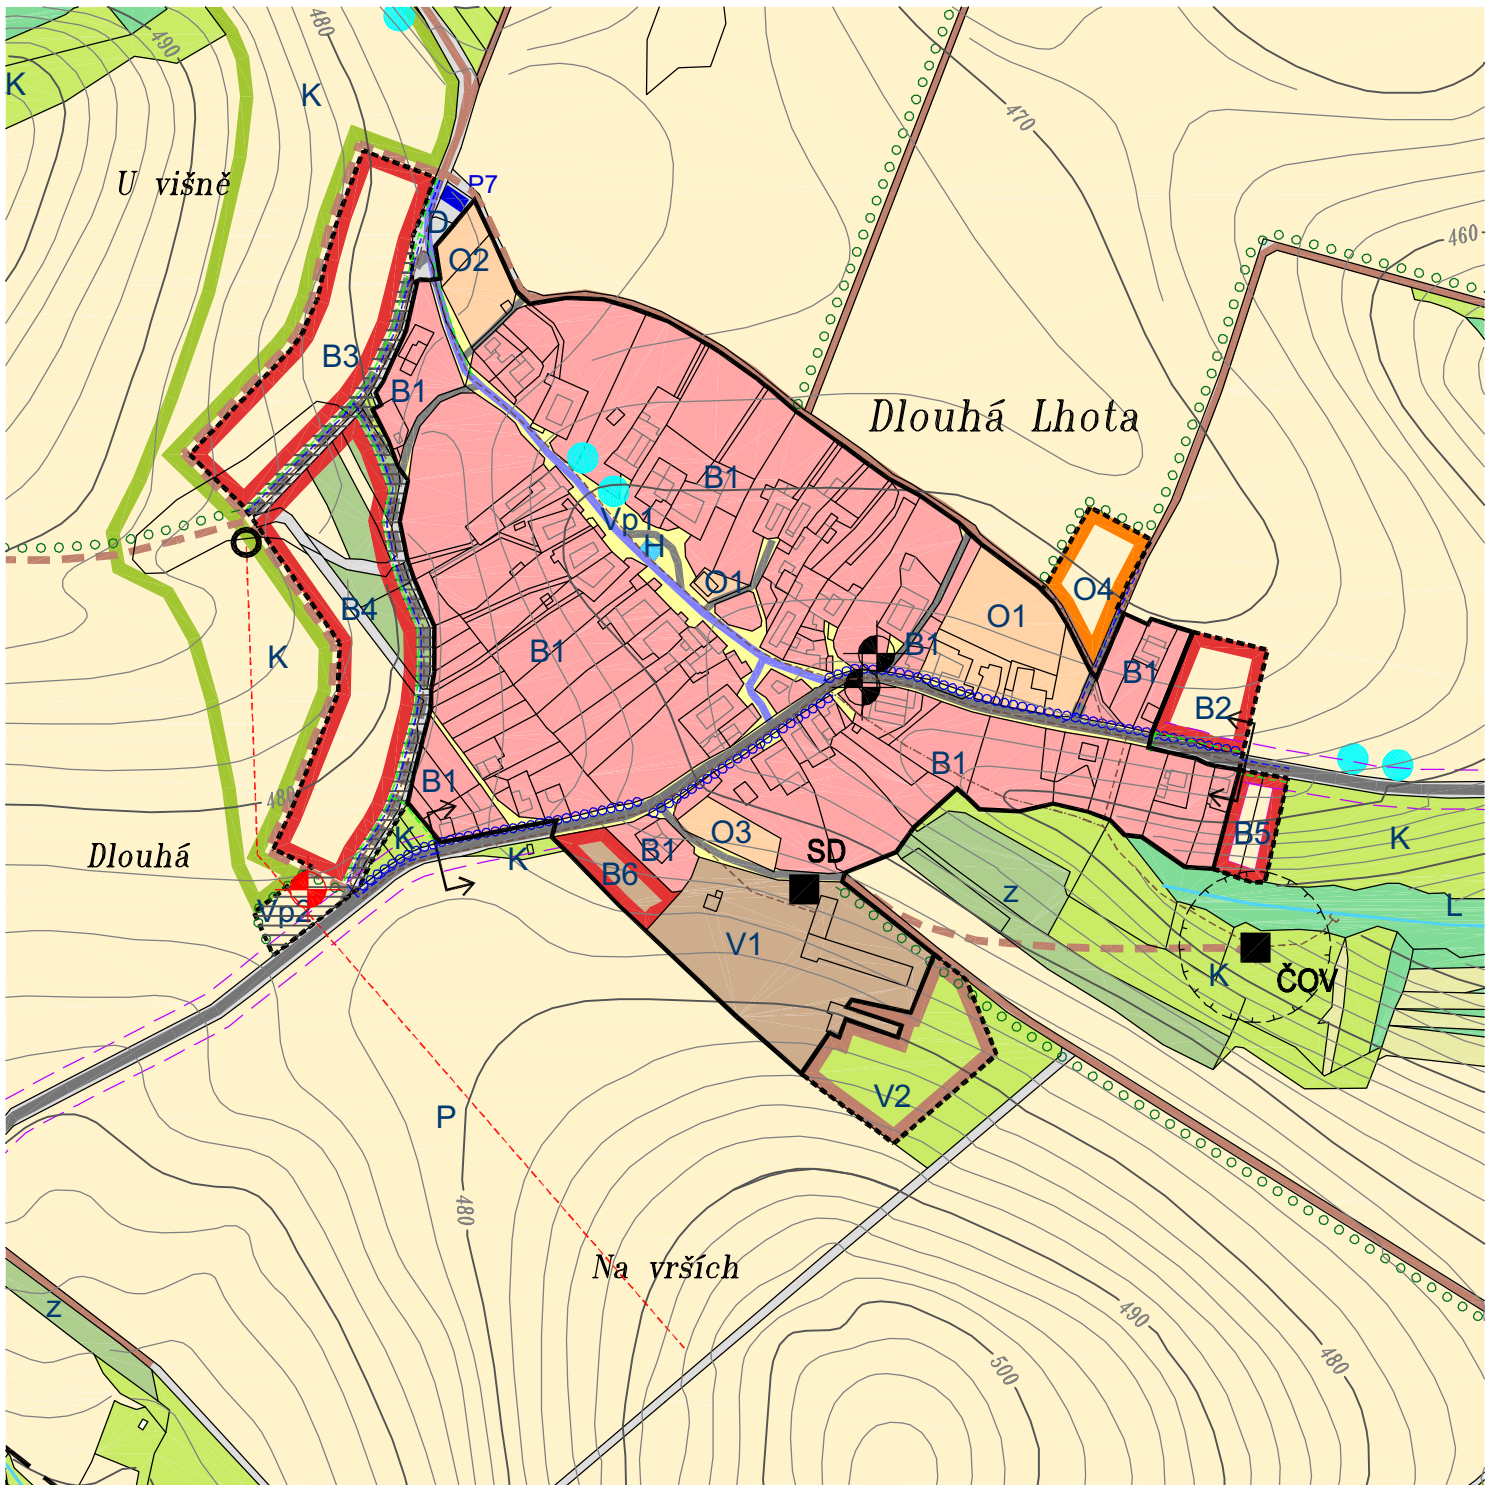 480
490
K
K
470
U višně
P7
D
O2
460
B3
B1
Dlouhá Lhota
B1
Vp1
H
O1
O4
O1
B4
B1
B1
K
B1
B2
B1
B1
480
O3
B5
K
K
K
B1
SD
Dlouhá
B6
z
L
Vp2
V1
K
ČOV
V2
P
480
Na vrších
z
490
480
500